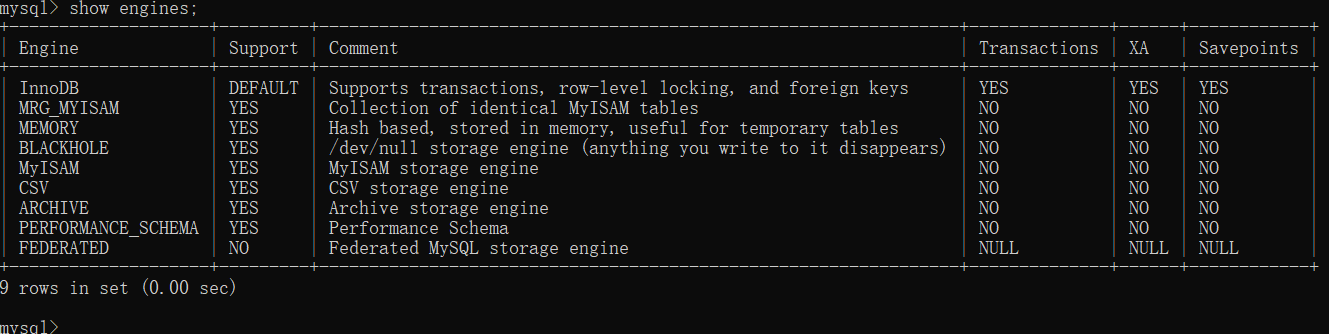 mysql> show engines;
+--------------------+---------+----------------------------------------------------------------+--------------+------+------------+
| Engine             | Support | Comment                                                        | Transactions | XA   | Savepoints |
+--------------------+---------+----------------------------------------------------------------+--------------+------+------------+
| InnoDB             | DEFAULT | Supports transactions, row-level locking, and foreign keys     | YES          | YES  | YES        |
| MRG_MYISAM         | YES     | Collection of identical MyISAM tables                          | NO           | NO   | NO         |
| MEMORY             | YES     | Hash based, stored in memory, useful for temporary tables      | NO           | NO   | NO         |
| BLACKHOLE          | YES     | /dev/null storage engine (anything you write to it disappears) | NO           | NO   | NO         |
| MyISAM             | YES     | MyISAM storage engine                                          | NO           | NO   | NO         |
| CSV                | YES     | CSV storage engine                                             | NO           | NO   | NO         |
| ARCHIVE            | YES     | Archive storage engine                                         | NO           | NO   | NO         |
| PERFORMANCE_SCHEMA | YES     | Performance Schema                                             | NO           | NO   | NO         |
| FEDERATED          | NO      | Federated MySQL storage engine                                 | NULL         | NULL | NULL       |
+--------------------+---------+----------------------------------------------------------------+--------------+------+------------+
9 rows in set (0.00 sec)
mysql>